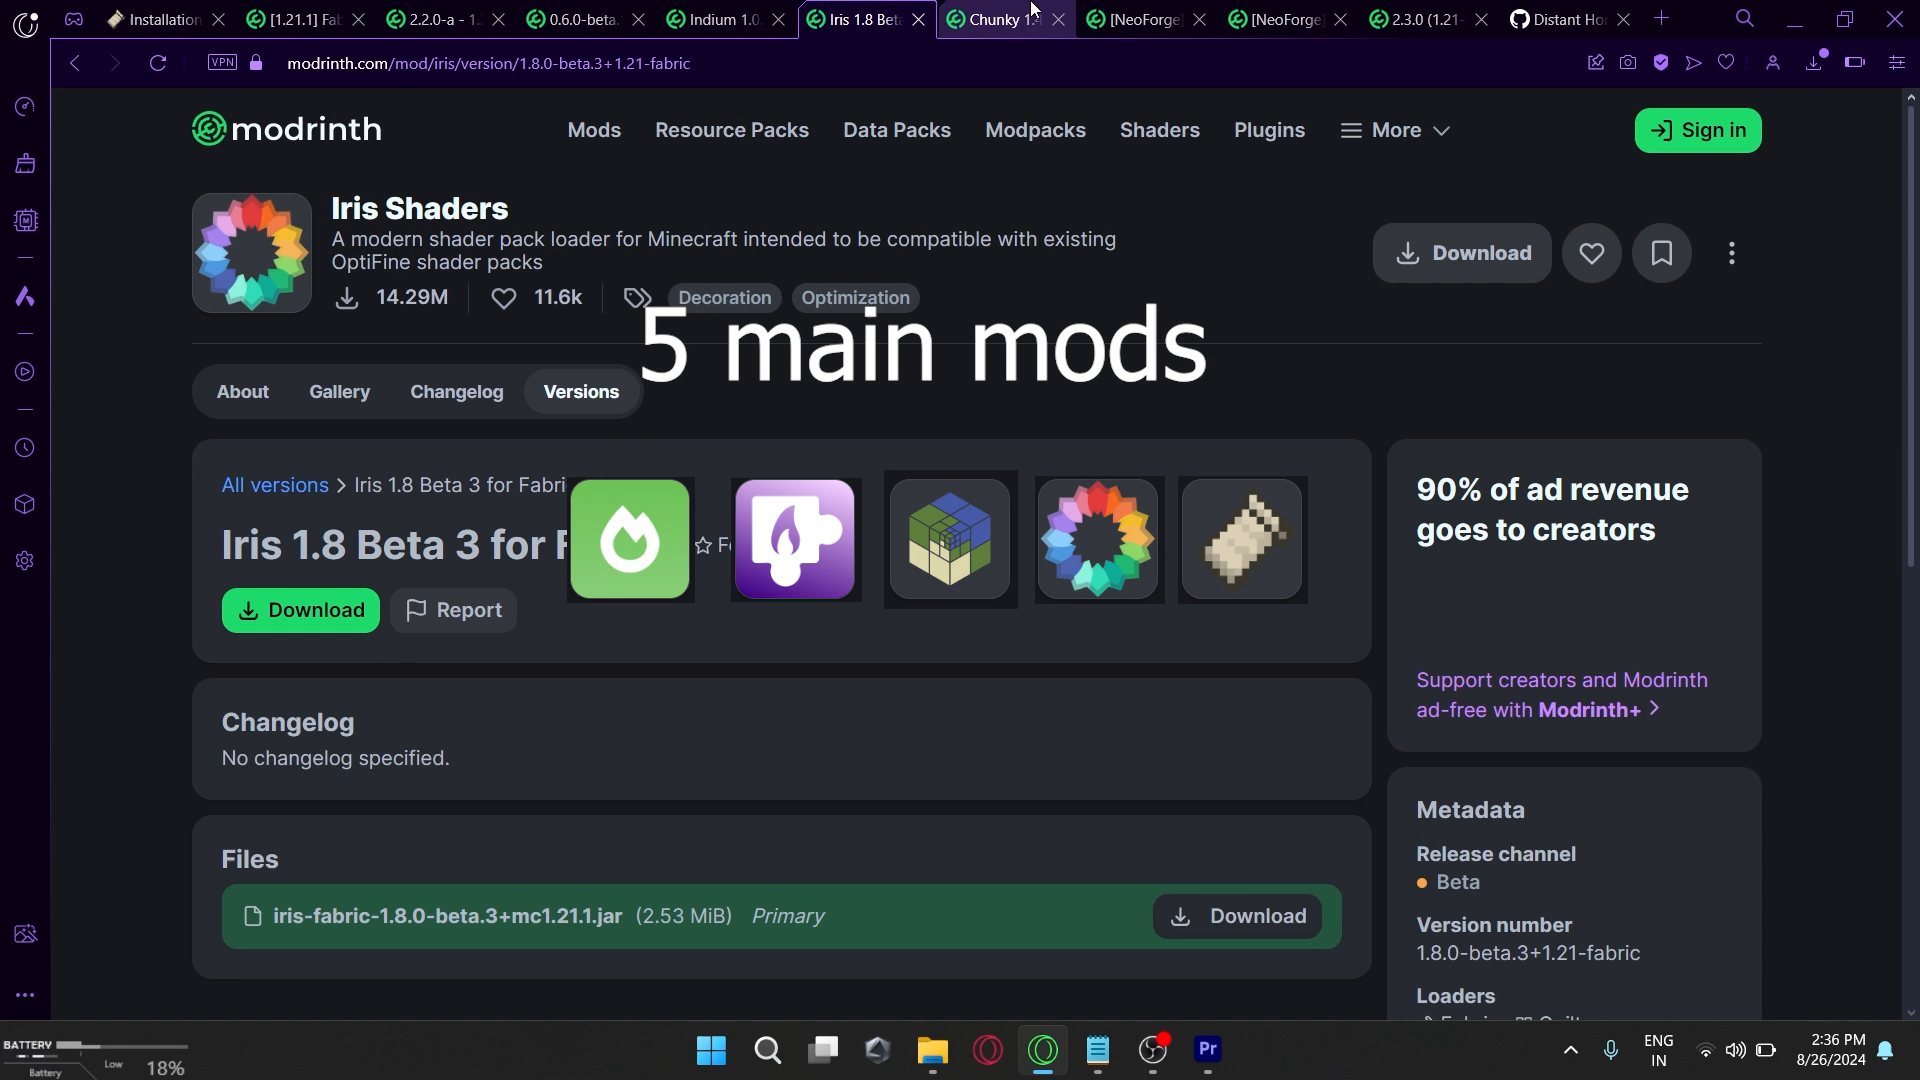 Installation
[1.21.1] Fab
2.2.0-a - 1.
0.6.0-beta.
Indium 1.0.
Iris 1.8 Bet
Chunky 1.4
[NeoForge]
[NeoForge]
2.3.0 (1.21-
Distant Ho
VPN
modrinth.com/mod/iris/version/1.8.0-beta.3+1.21-fabric
modrinth
Mods
Resource Packs
Data Packs
Modpacks
Shaders
Plugins
More
Sign in
Iris Shaders
A modern shader pack loader for Minecraft intended to be compatible with existing
OptiFine shader packs
14.29M
11.6k
Decoration
Optimization
Download
5 main mods
About
Gallery
Changelog
Versions
All versions > Iris 1.8 Beta 3 for Fabri
Iris 1.8 Beta 3 for F
Download
Report
Changelog
No changelog specified.
Files
iris-fabric-1.8.0-beta.3+mc1.21.1.jar (2.53 MiB) Primary
Download
90% of ad revenue
goes to creators
Support creators and Modrinth
ad-free with Modrinth+ >
Metadata
Release channel
Beta
Version number
1.8.0-beta.3+1.21-fabric
Loaders
BATTERY
Low
Battery
18%
Pr
ENG
IN
2:36 PM
8/26/2024